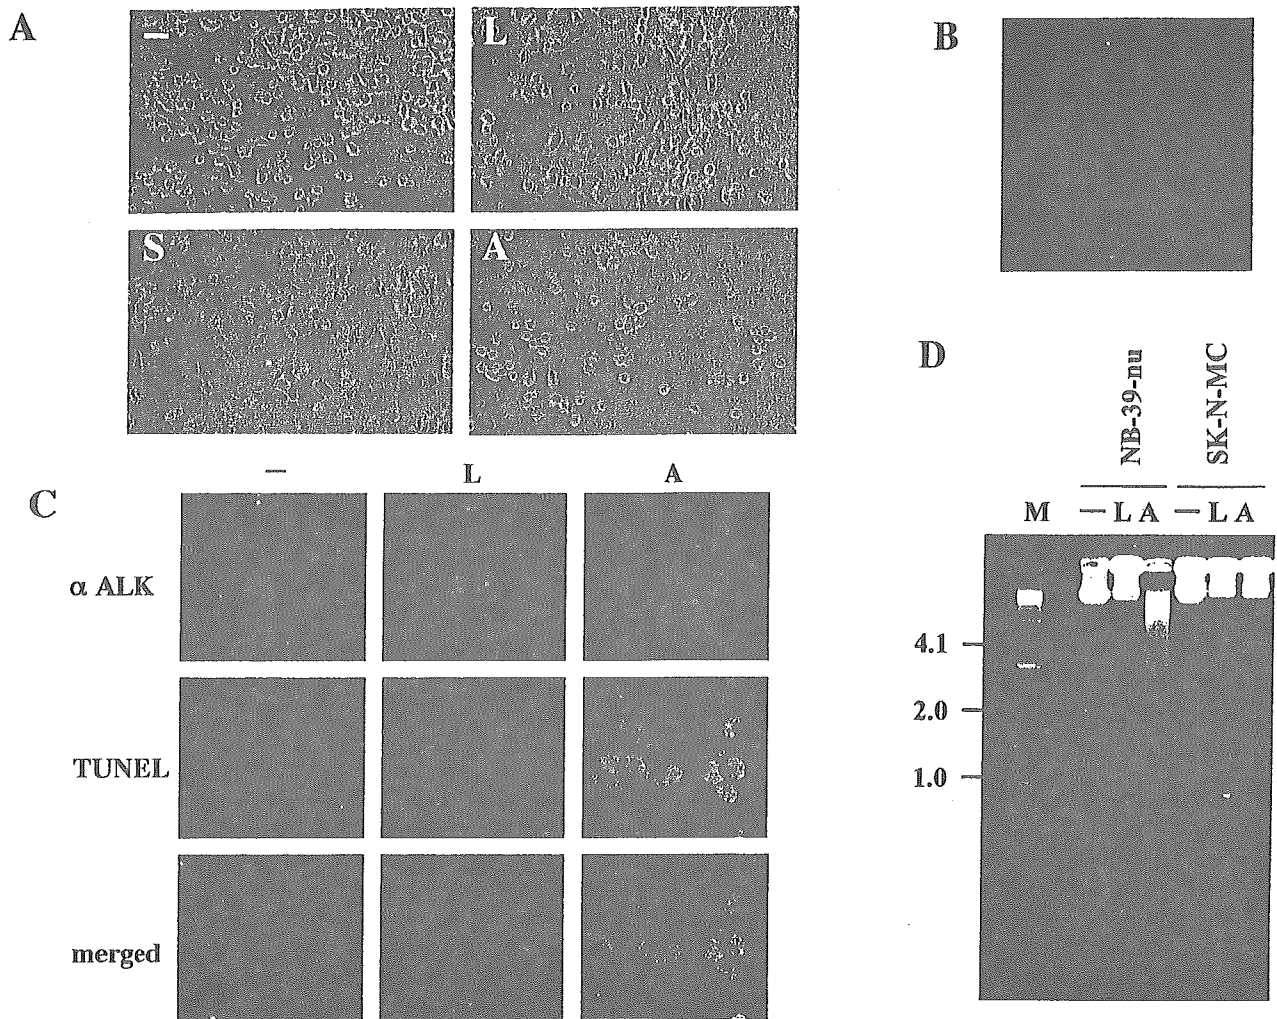 A
–
L
S
A
B
C
– L A
α ALK
TUNEL
merged
D
NB-39-nu
SK-N-MC
M – L A – L A
4.1
2.0
1.0